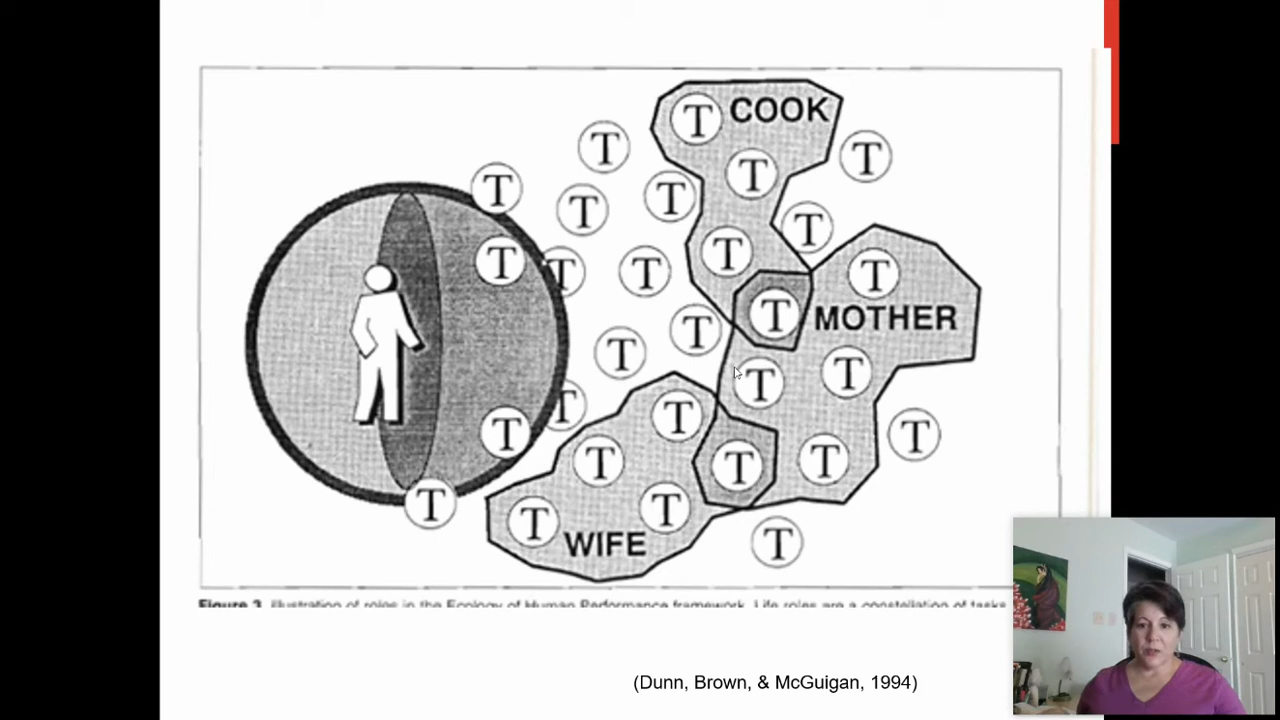 T COOK
T T
T
T T
T
T
T
T T T T
T MOTHER
T
T
T T
T
T
T T
T T T
T T
T
T WIFE
Figure 3. Illustration of roles in the Ecology of Human Performance framework. Life roles are a constellation of tasks
(Dunn, Brown, & McGuigan, 1994)